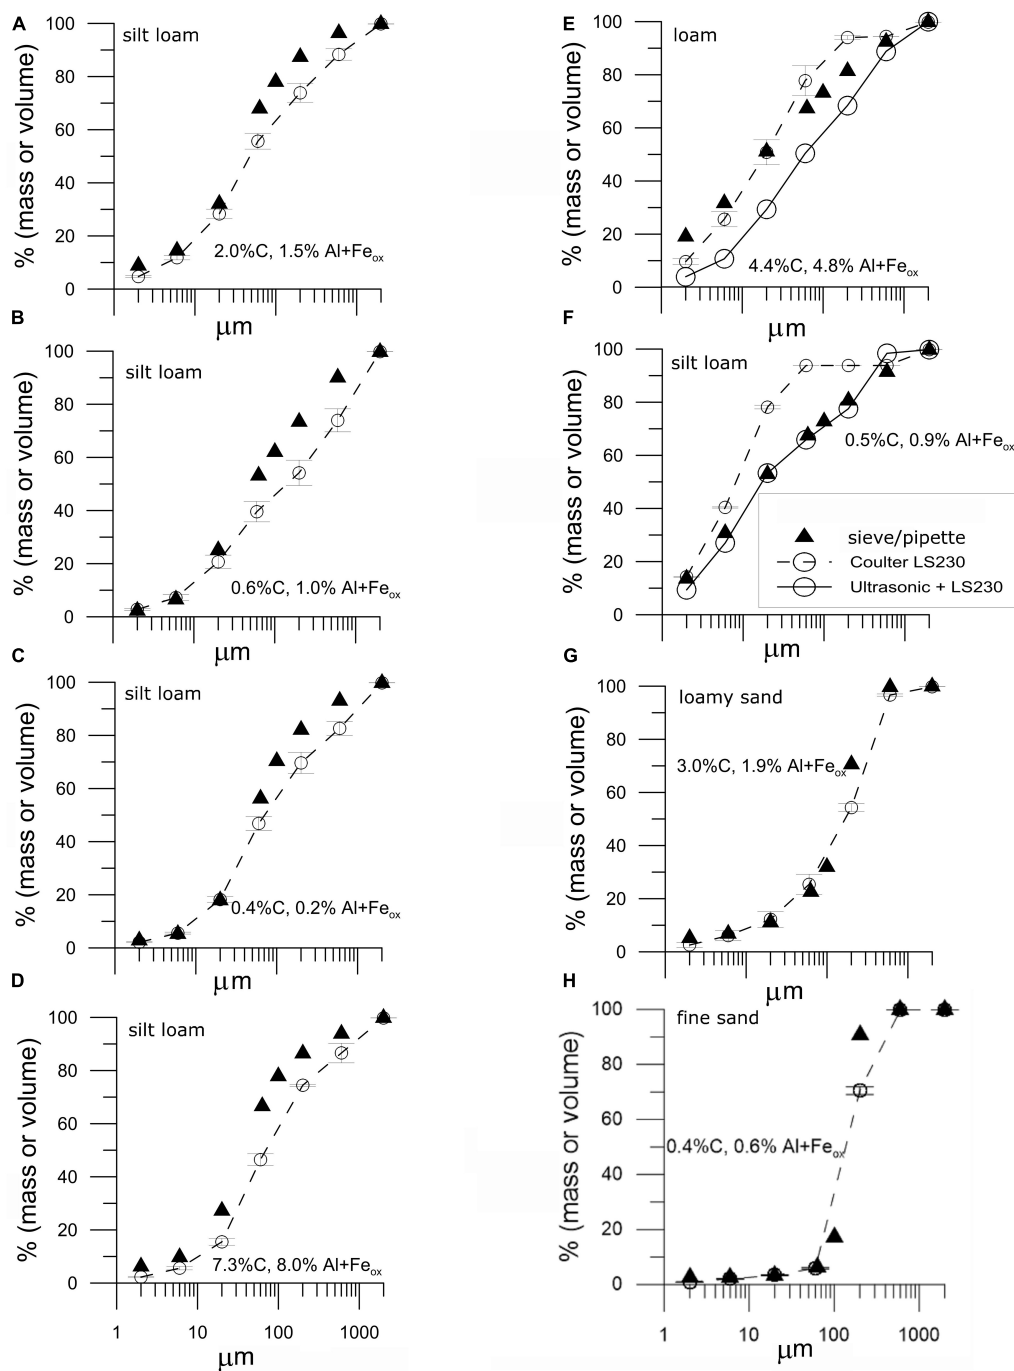 A
silt loam
% (mass or volume)
100
80
60
40
20
0
2.0%C, 1.5% Al+Feox
μm
B
silt loam
% (mass or volume)
100
80
60
40
20
0
0.6%C, 1.0% Al+Feox
μm
C
silt loam
% (mass or volume)
100
80
60
40
20
0
0.4%C, 0.2% Al+Feox
μm
D
silt loam
% (mass or volume)
100
80
60
40
20
0
7.3%C, 8.0% Al+Feox
1 10 100 1000
μm
E
loam
% (mass or volume)
100
80
60
40
20
0
4.4%C, 4.8% Al+Feox
μm
F
silt loam
% (mass or volume)
100
80
60
40
20
0
0.5%C, 0.9% Al+Feox
sieve/pipette
Coulter LS230
Ultrasonic + LS230
μm
G
loamy sand
% (mass or volume)
100
80
60
40
20
0
3.0%C, 1.9% Al+Feox
μm
H
fine sand
% (mass or volume)
100
80
60
40
20
0
0.4%C, 0.6% Al+Feox
1 10 100 1000
μm